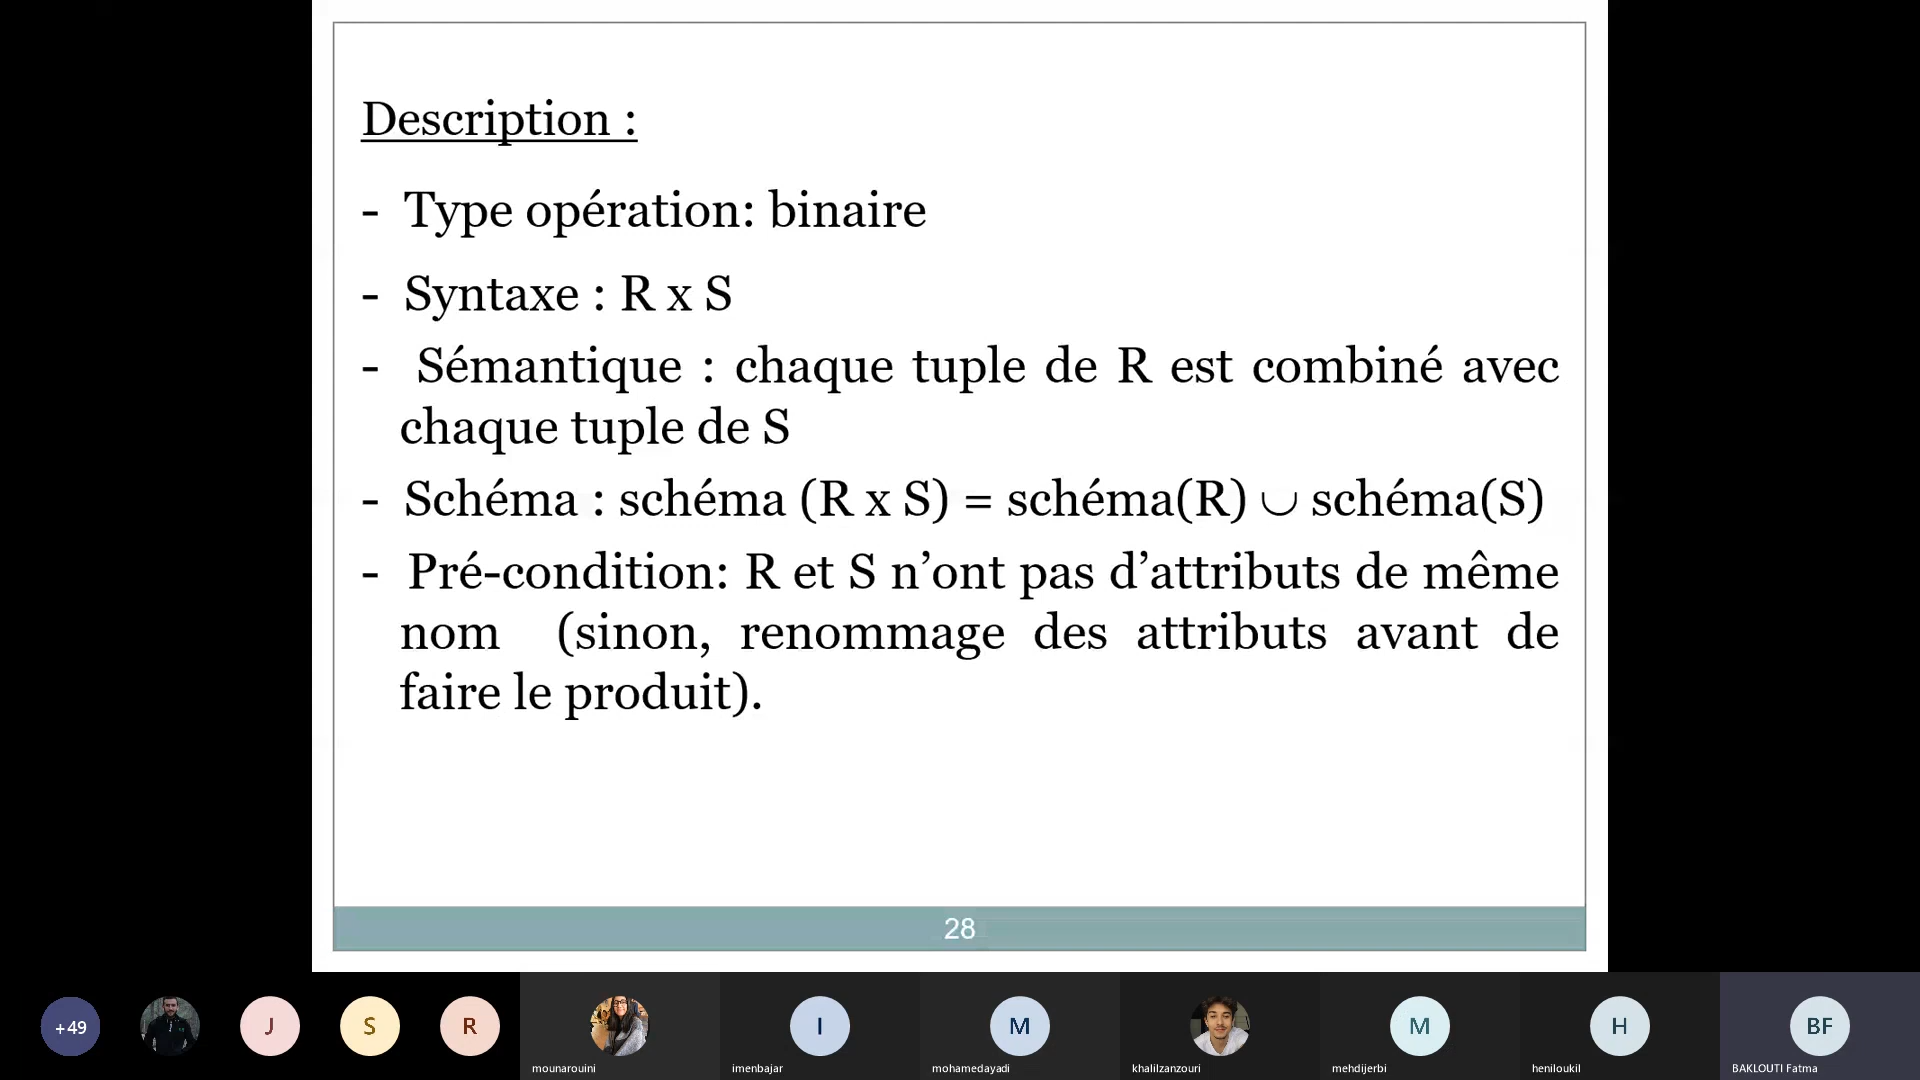 Description :
- Type opération: binaire
- Syntaxe : R x S
- Sémantique : chaque tuple de R est combiné avec
chaque tuple de S
- Schéma : schéma (R x S) = schéma(R) ∪ schéma(S)
- Pré-condition: R et S n’ont pas d’attributs de même
nom (sinon, renommage des attributs avant de
faire le produit).
28
+49 J S R I M M H BF
mounarouini imenbajar mohamedayadi khalilzanzouri mehdijerbi heniloukil BAKLOUTI Fatma